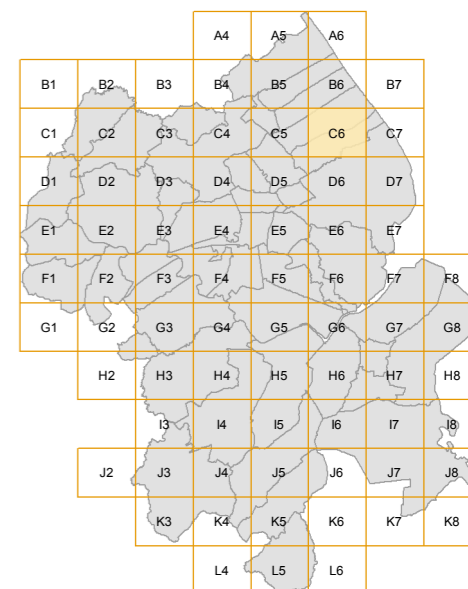 A4 A5 A6
B1 B2 B3 B4 B5 B6 B7
C1 C2 C3 C4 C5 C6 C7
D1 D2 D3 D4 D5 D6 D7
E1 E2 E3 E4 E5 E6 E7
F1 F2 F3 F4 F5 F6 F7 F8
G1 G2 G3 G4 G5 G6 G7 G8
H2 H3 H4 H5 H6 H7 H8
I3 I4 I5 I6 I7 I8
J2 J3 J4 J5 J6 J7 J8
K3 K4 K5 K6 K7 K8
L4 L5 L6